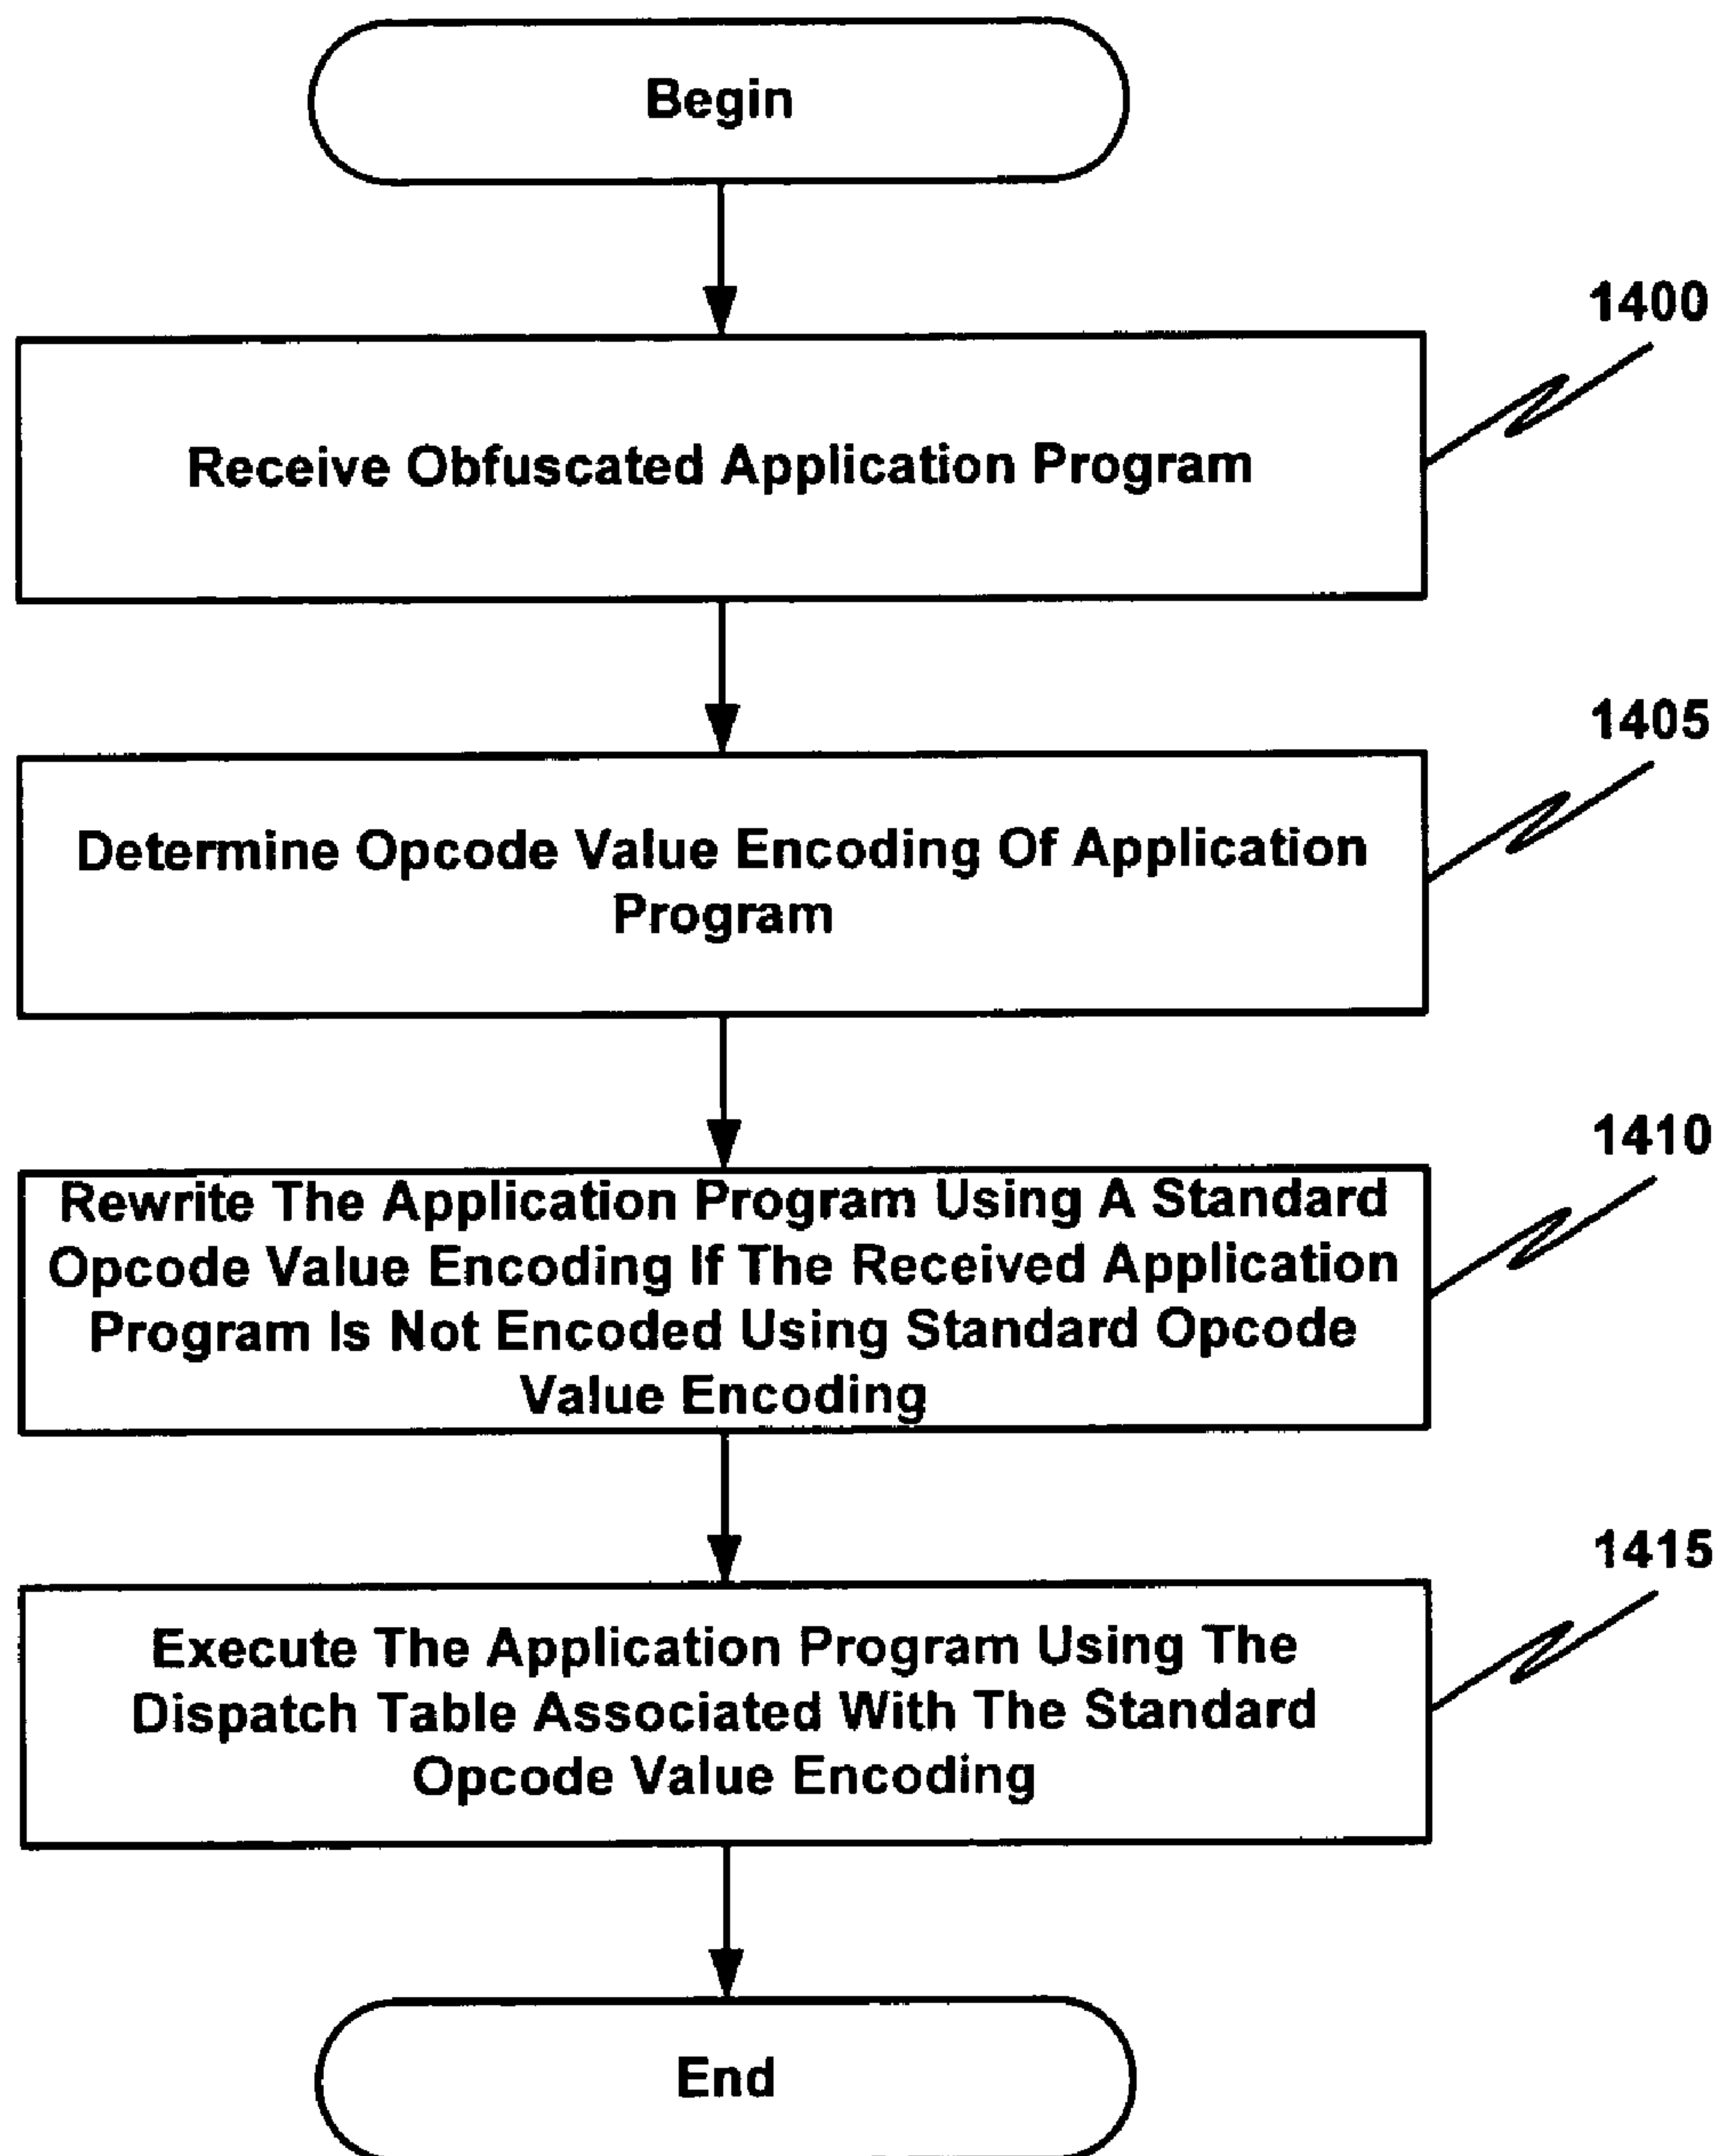 Begin
1400
Receive Obfuscated Application Program
1405
Determine Opcode Value Encoding Of Application
Program
1410
Rewrite The Application Program Using A Standard
Opcode Value Encoding If The Received Application
Program Is Not Encoded Using Standard Opcode
Value Encoding
1415
Execute The Application Program Using The
Dispatch Table Associated With The Standard
Opcode Value Encoding
End